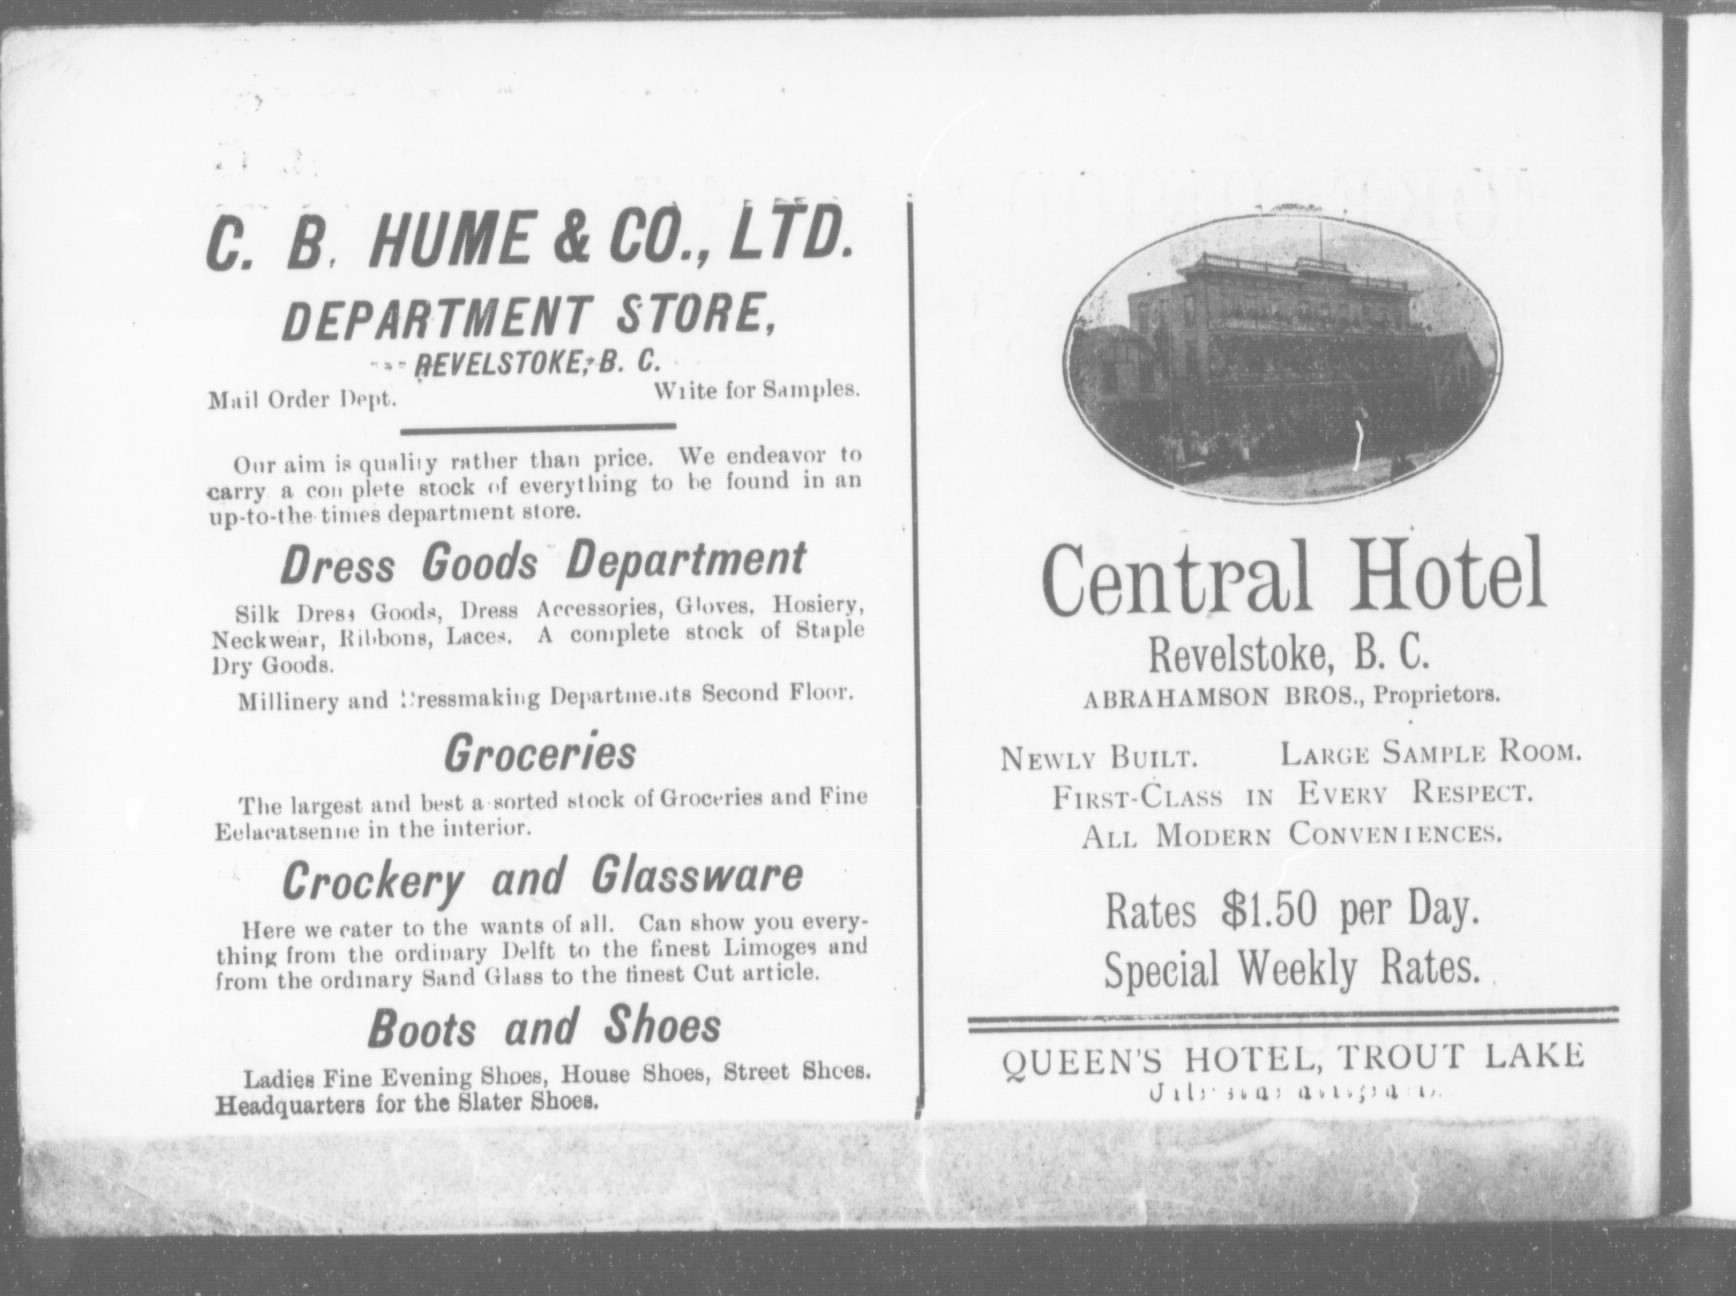 C. B. HUME & CO., LTD.
DEPARTMENT STORE,
REVELSTOKE, B. C.
Mail Order Dept. Write for Samples.
Our aim is quality rather than price. We endeavor to
carry a complete stock of everything to be found in an
up-to-the-times department store.
Dress Goods Department
Silk Dress Goods, Dress Accessories, Gloves, Hosiery,
Neckwear, Ribbons, Laces. A complete stock of Staple
Dry Goods.
Millinery and Dressmaking Departments Second Floor.
Groceries
The largest and best assorted stock of Groceries and Fine
Eelacatsenne in the interior.
Crockery and Glassware
Here we cater to the wants of all. Can show you every-
thing from the ordinary Delft to the finest Limoges and
from the ordinary Sand Glass to the finest Cut article.
Boots and Shoes
Ladies Fine Evening Shoes, House Shoes, Street Shoes.
Headquarters for the Slater Shoes.
Central Hotel
Revelstoke, B. C.
ABRAHAMSON BROS., Proprietors.
NEWLY BUILT. LARGE SAMPLE ROOM.
FIRST-CLASS IN EVERY RESPECT.
ALL MODERN CONVENIENCES.
Rates $1.50 per Day.
Special Weekly Rates.
QUEEN'S HOTEL, TROUT LAKE